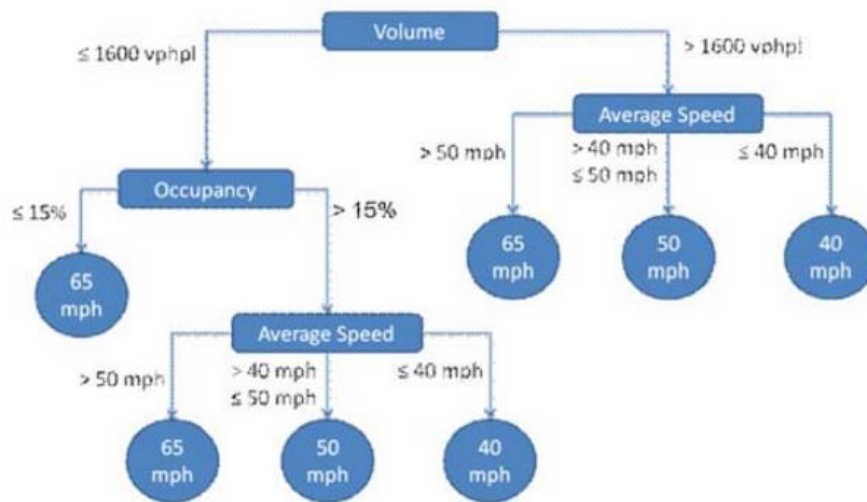 Volume
≤ 1600 vphpl
> 1600 vphpl
Average Speed
> 50 mph
> 40 mph
≤ 50 mph
≤ 40 mph
Occupancy
≤ 15%
> 15%
65
mph
50
mph
40
mph
65
mph
Average Speed
> 50 mph
> 40 mph
≤ 50 mph
≤ 40 mph
65
mph
50
mph
40
mph